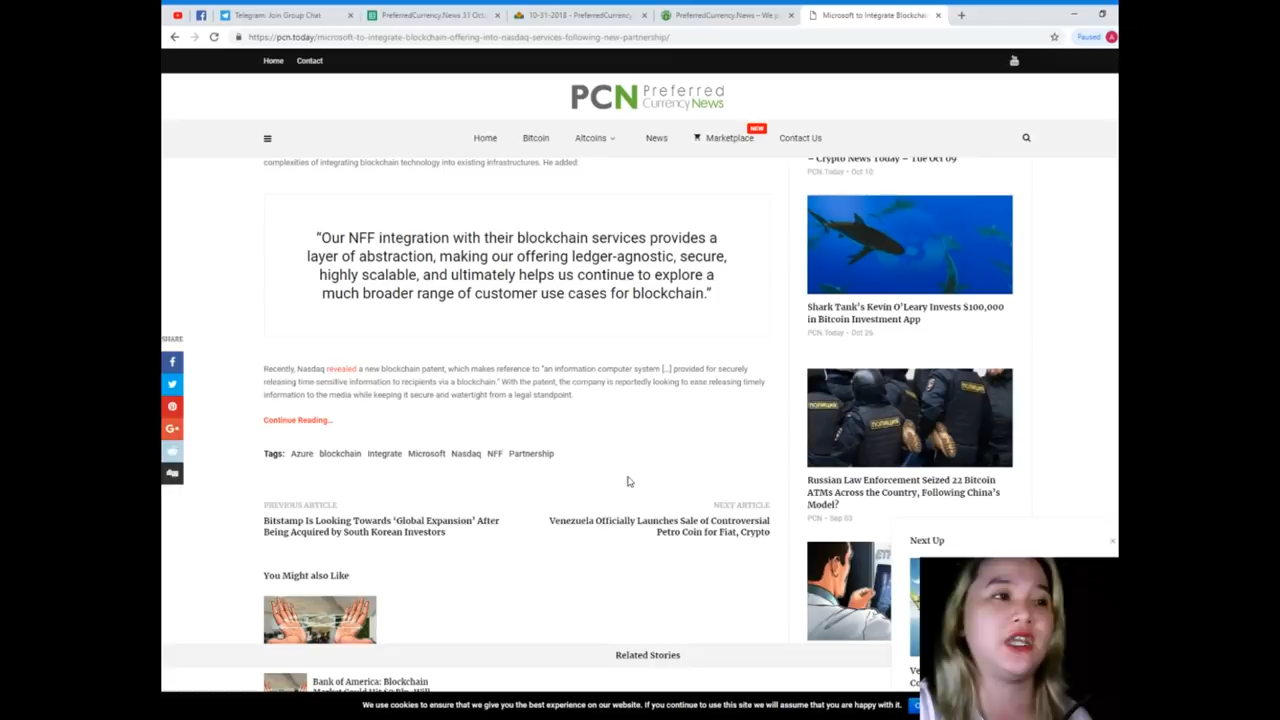 Telegram: Join Group Chat
PreferredCurrency.News 31 Octo
10-31-2018 - PreferredCurrency
PreferredCurrency.News – We p
Microsoft to Integrate Blockchai
https://pcn.today/microsoft-to-integrate-blockchain-offering-into-nasdaq-services-following-new-partnership/
Paused
A
Home Contact
PCN Preferred
Currency News
Home Bitcoin Altcoins News Marketplace NEW Contact Us
complexities of integrating blockchain technology into existing infrastructures. He added
“Our NFF integration with their blockchain services provides a
layer of abstraction, making our offering ledger-agnostic, secure,
highly scalable, and ultimately helps us continue to explore a
much broader range of customer use cases for blockchain.”
SHARE
Recently, Nasdaq revealed a new blockchain patent, which makes reference to “an information computer system [...] provided for securely
releasing time-sensitive information to recipients via a blockchain.” With the patent, the company is reportedly looking to ease releasing timely
information to the media while keeping it secure and watertight from a legal standpoint.
Continue Reading...
Tags: Azure blockchain Integrate Microsoft Nasdaq NFF Partnership
PREVIOUS ARTICLE
Bitstamp Is Looking Towards ‘Global Expansion’ After
Being Acquired by South Korean Investors
NEXT ARTICLE
Venezuela Officially Launches Sale of Controversial
Petro Coin for Fiat, Crypto
You Might also Like
– Crypto News Today – Tue Oct 09
PCN.Today - Oct 10
Shark Tank’s Kevin O’Leary Invests $100,000
in Bitcoin Investment App
PCN.Today - Oct 26
ПОЛИЦИЯ
ПОЛИЦИЯ
Russian Law Enforcement Seized 22 Bitcoin
ATMs Across the Country, Following China’s
Model?
PCN - Sep 03
Next Up
Related Stories
Bank of America: Blockchain
Market Could Hit $7 Bln, Will
We use cookies to ensure that we give you the best experience on our website. If you continue to use this site we will assume that you are happy with it.